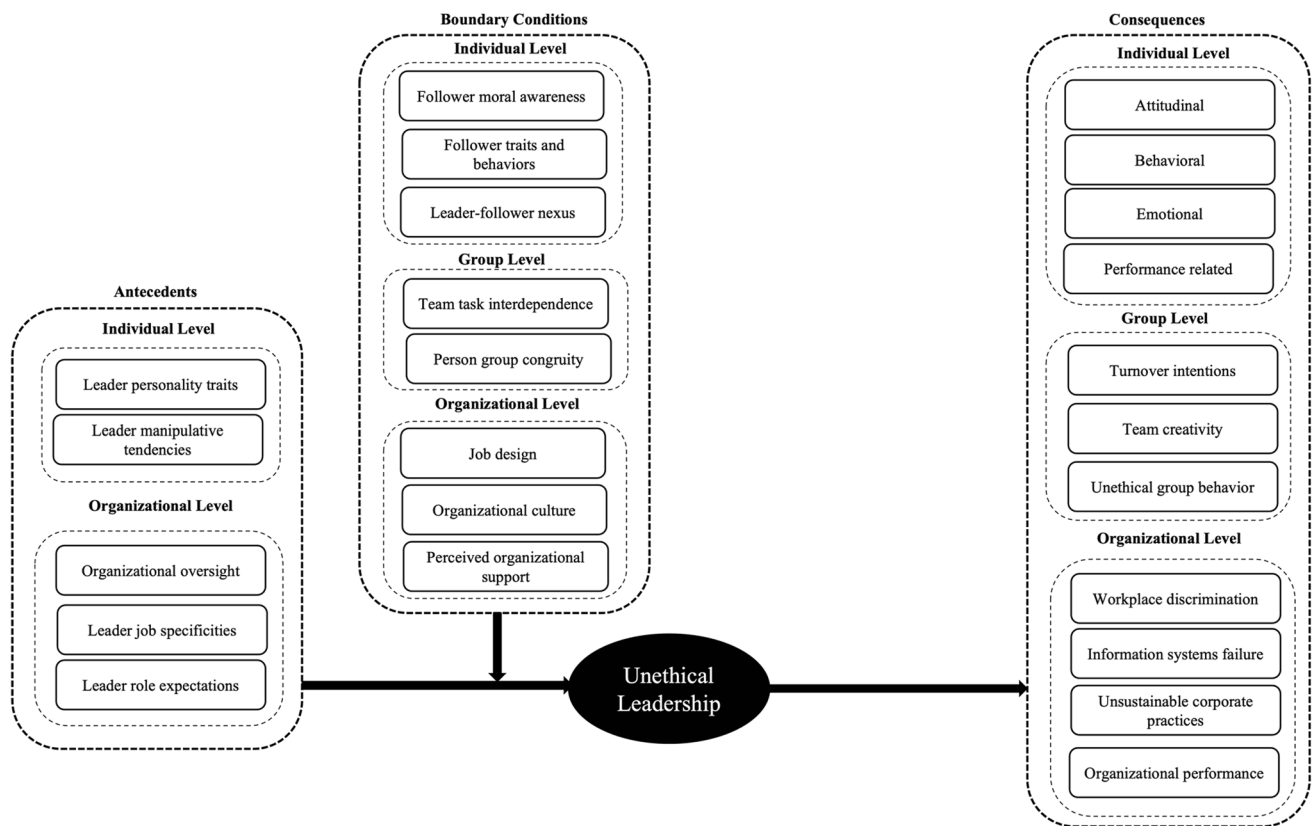 Antecedents
Individual Level
Leader personality traits
Leader manipulative
tendencies
Organizational Level
Organizational oversight
Leader job specificities
Leader role expectations
Boundary Conditions
Individual Level
Follower moral awareness
Follower traits and
behaviors
Leader-follower nexus
Group Level
Team task interdependence
Person group congruity
Organizational Level
Job design
Organizational culture
Perceived organizational
support
Unethical
Leadership
Consequences
Individual Level
Attitudinal
Behavioral
Emotional
Performance related
Group Level
Turnover intentions
Team creativity
Unethical group behavior
Organizational Level
Workplace discrimination
Information systems failure
Unsustainable corporate
practices
Organizational performance